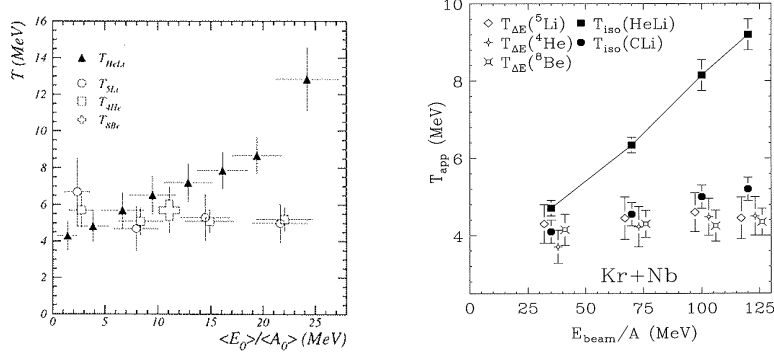 T (MeV)
16
14
12
10
8
6
4
2
0
T_HeLi
T_5Li
T_4He
T_8Be
0 5 10 15 20 25
<E_0>/<A_0> (MeV)
T_app (MeV)
10
8
6
4
T_ΔE(^5Li) T_iso(HeLi)
T_ΔE(^4He) T_iso(CLi)
T_ΔE(^8Be)
Kr+Nb
0 25 50 75 100 125
E_beam/A (MeV)